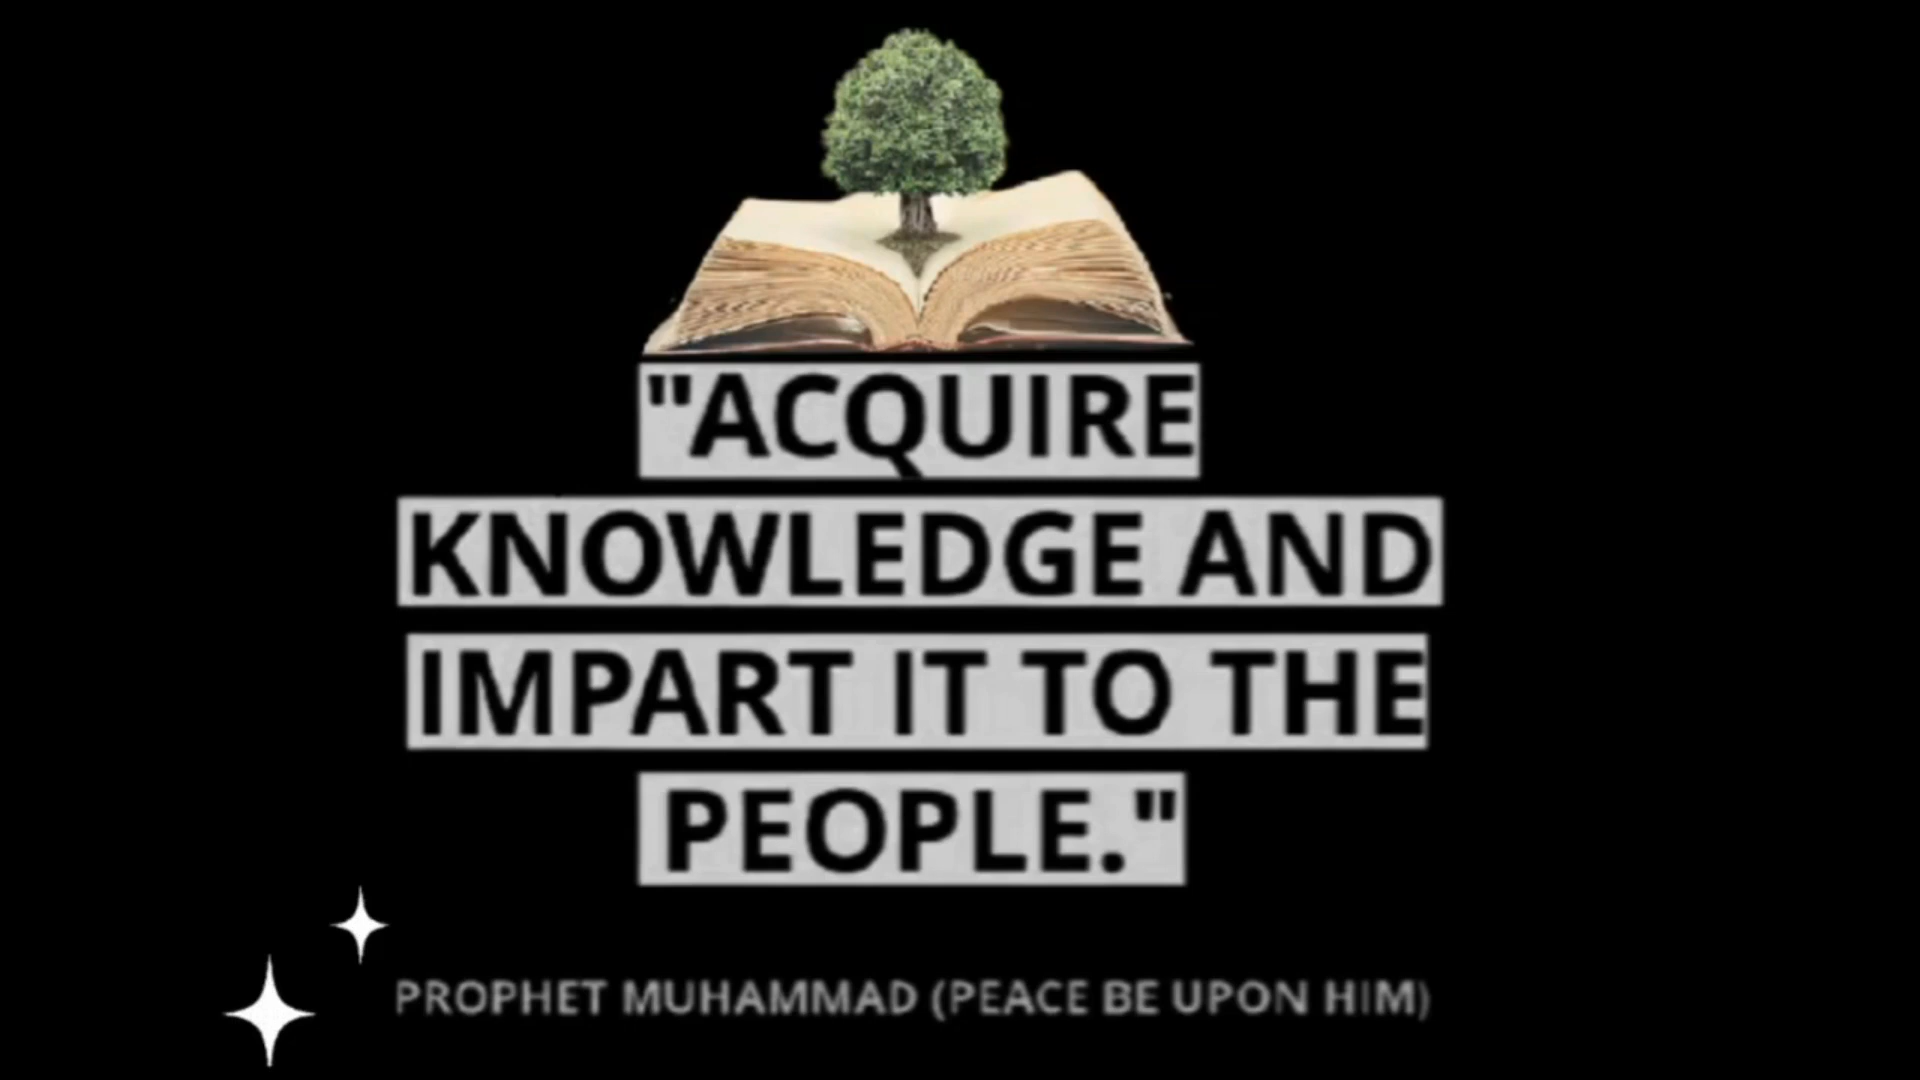 "ACQUIRE
KNOWLEDGE AND
IMPART IT TO THE
PEOPLE."
PROPHET MUHAMMAD (PEACE BE UPON HIM)